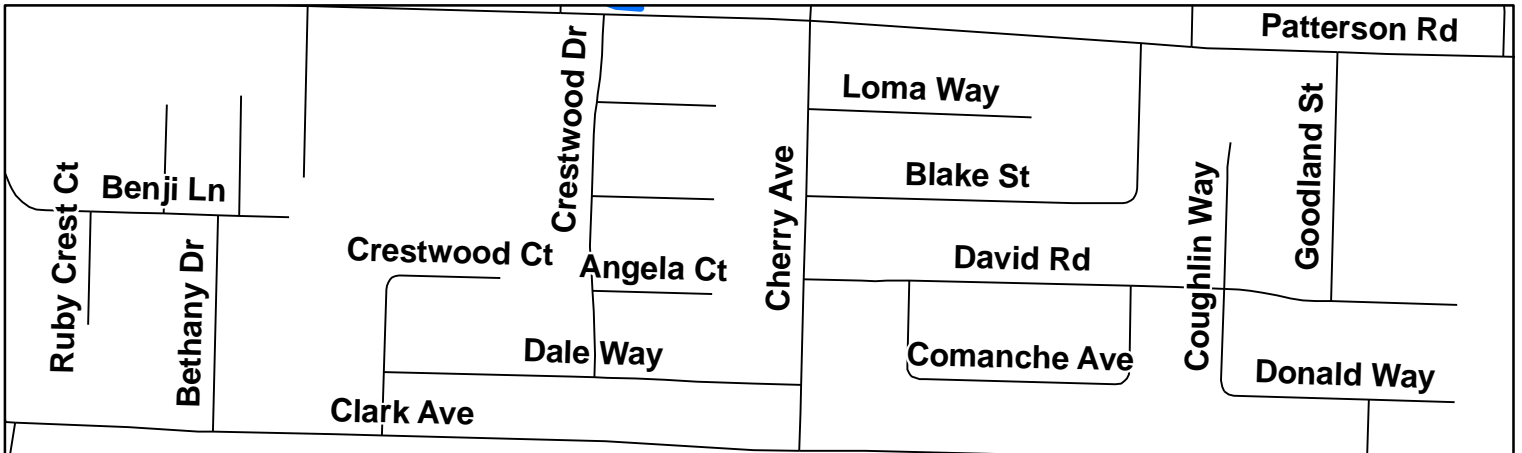 Patterson Rd
Crestwood Dr
Loma Way
Goodland St
Ruby Crest Ct
Benji Ln
Cherry Ave
Blake St
Coughlin Way
Bethany Dr
Crestwood Ct
Angela Ct
David Rd
Dale Way
Comanche Ave
Donald Way
Clark Ave